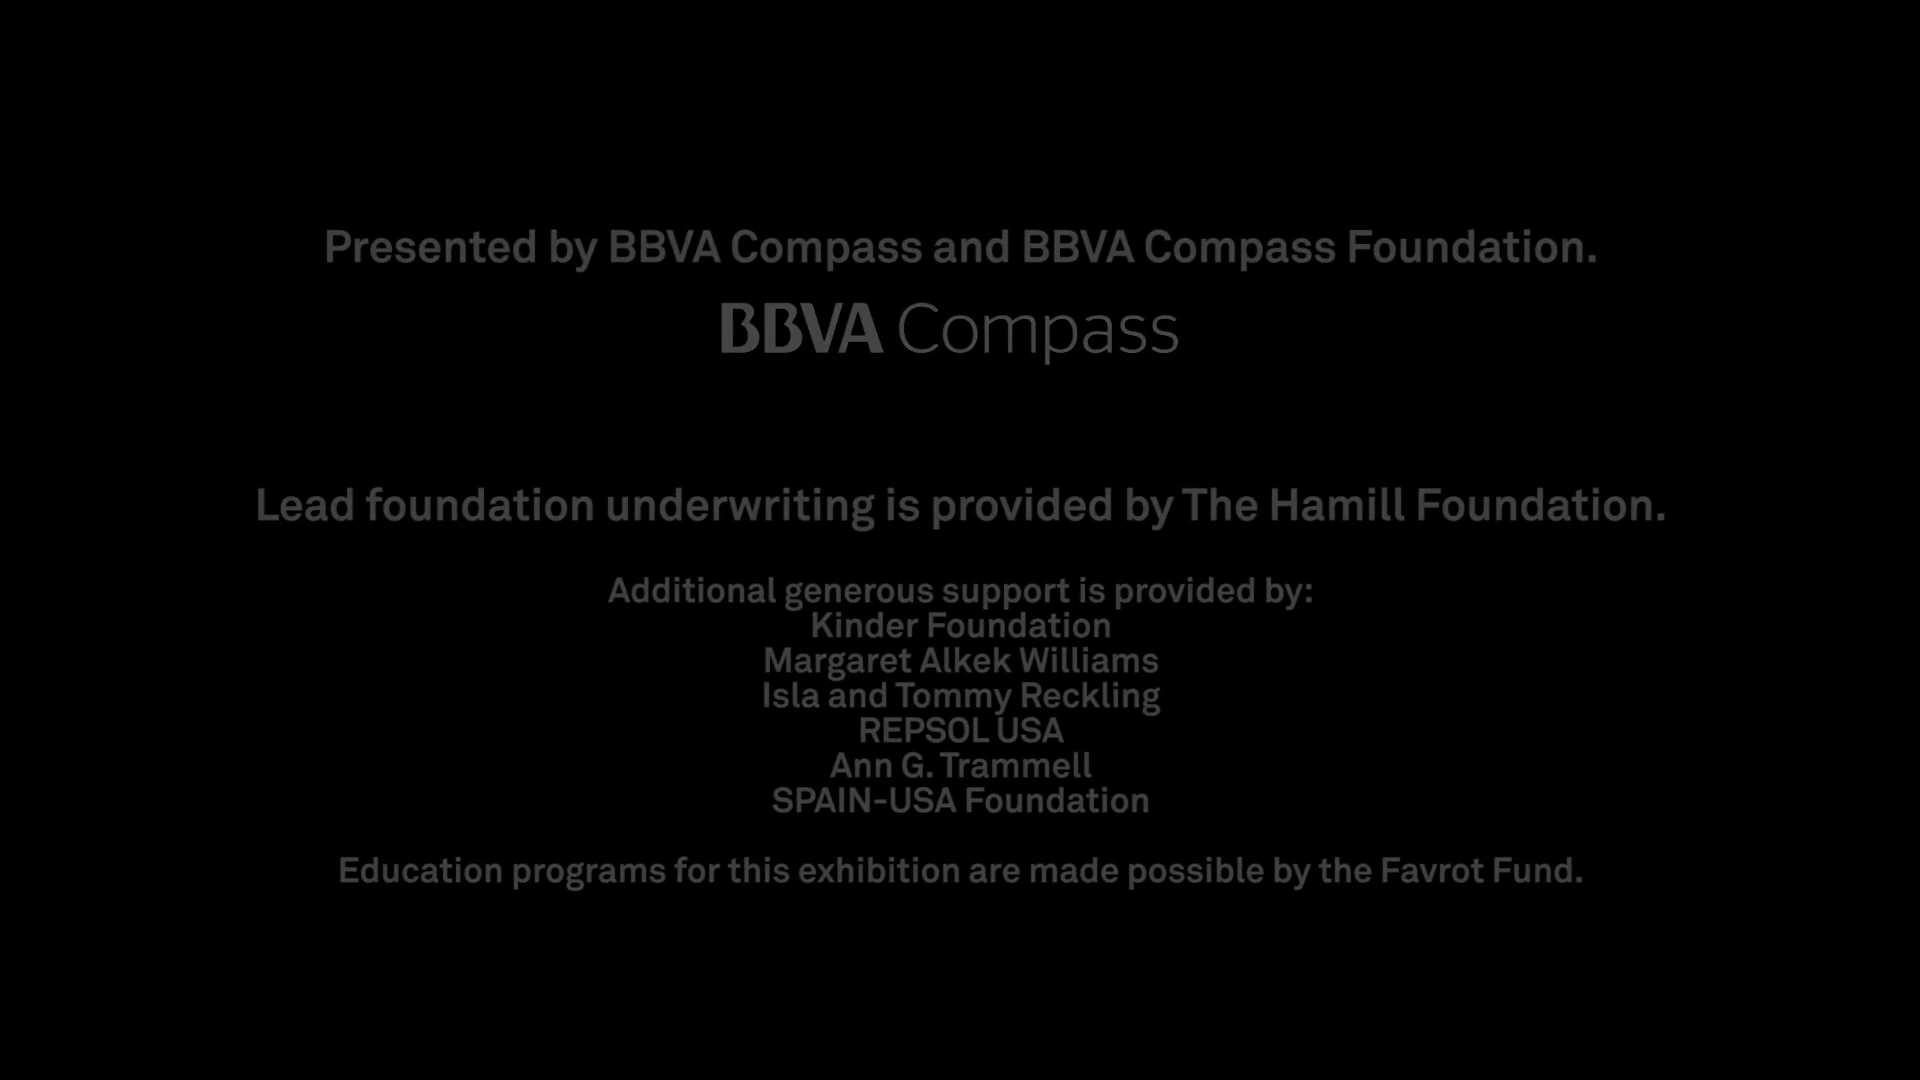 Presented by BBVA Compass and BBVA Compass Foundation.
BBVA Compass
Lead foundation underwriting is provided by The Hamill Foundation.
Additional generous support is provided by:
Kinder Foundation
Margaret Alkek Williams
Isla and Tommy Reckling
REPSOL USA
Ann G. Trammell
SPAIN-USA Foundation
Education programs for this exhibition are made possible by the Favrot Fund.